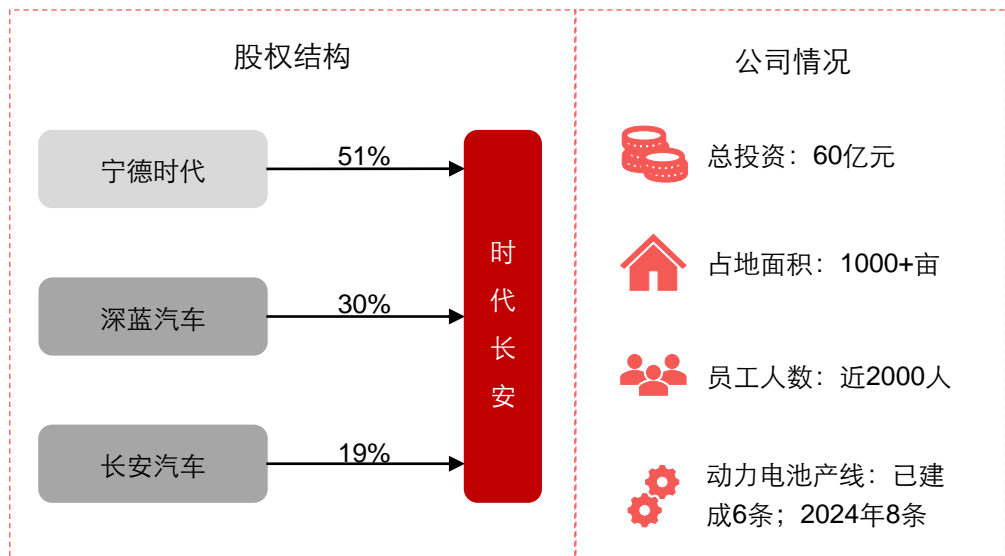 股权结构
宁德时代
51%
深蓝汽车
30%
长安汽车
19%
时代长安
公司情况
总投资：60亿元
占地面积：1000+亩
员工人数：近2000人
动力电池产线：已建
成6条；2024年8条